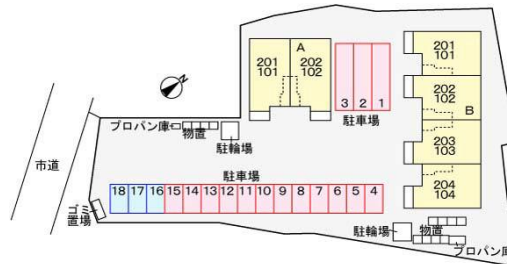 A
201 202
101 102
3 2 1
駐車場
201
101
202
102
B
203
103
204
104
N
プロパン庫
物置
駐輪場
市道
駐車場
18 17 16 15 14 13 12 11 10 9 8 7 6 5 4
ゴミ
置場
駐輪場
物置
プロパン庫